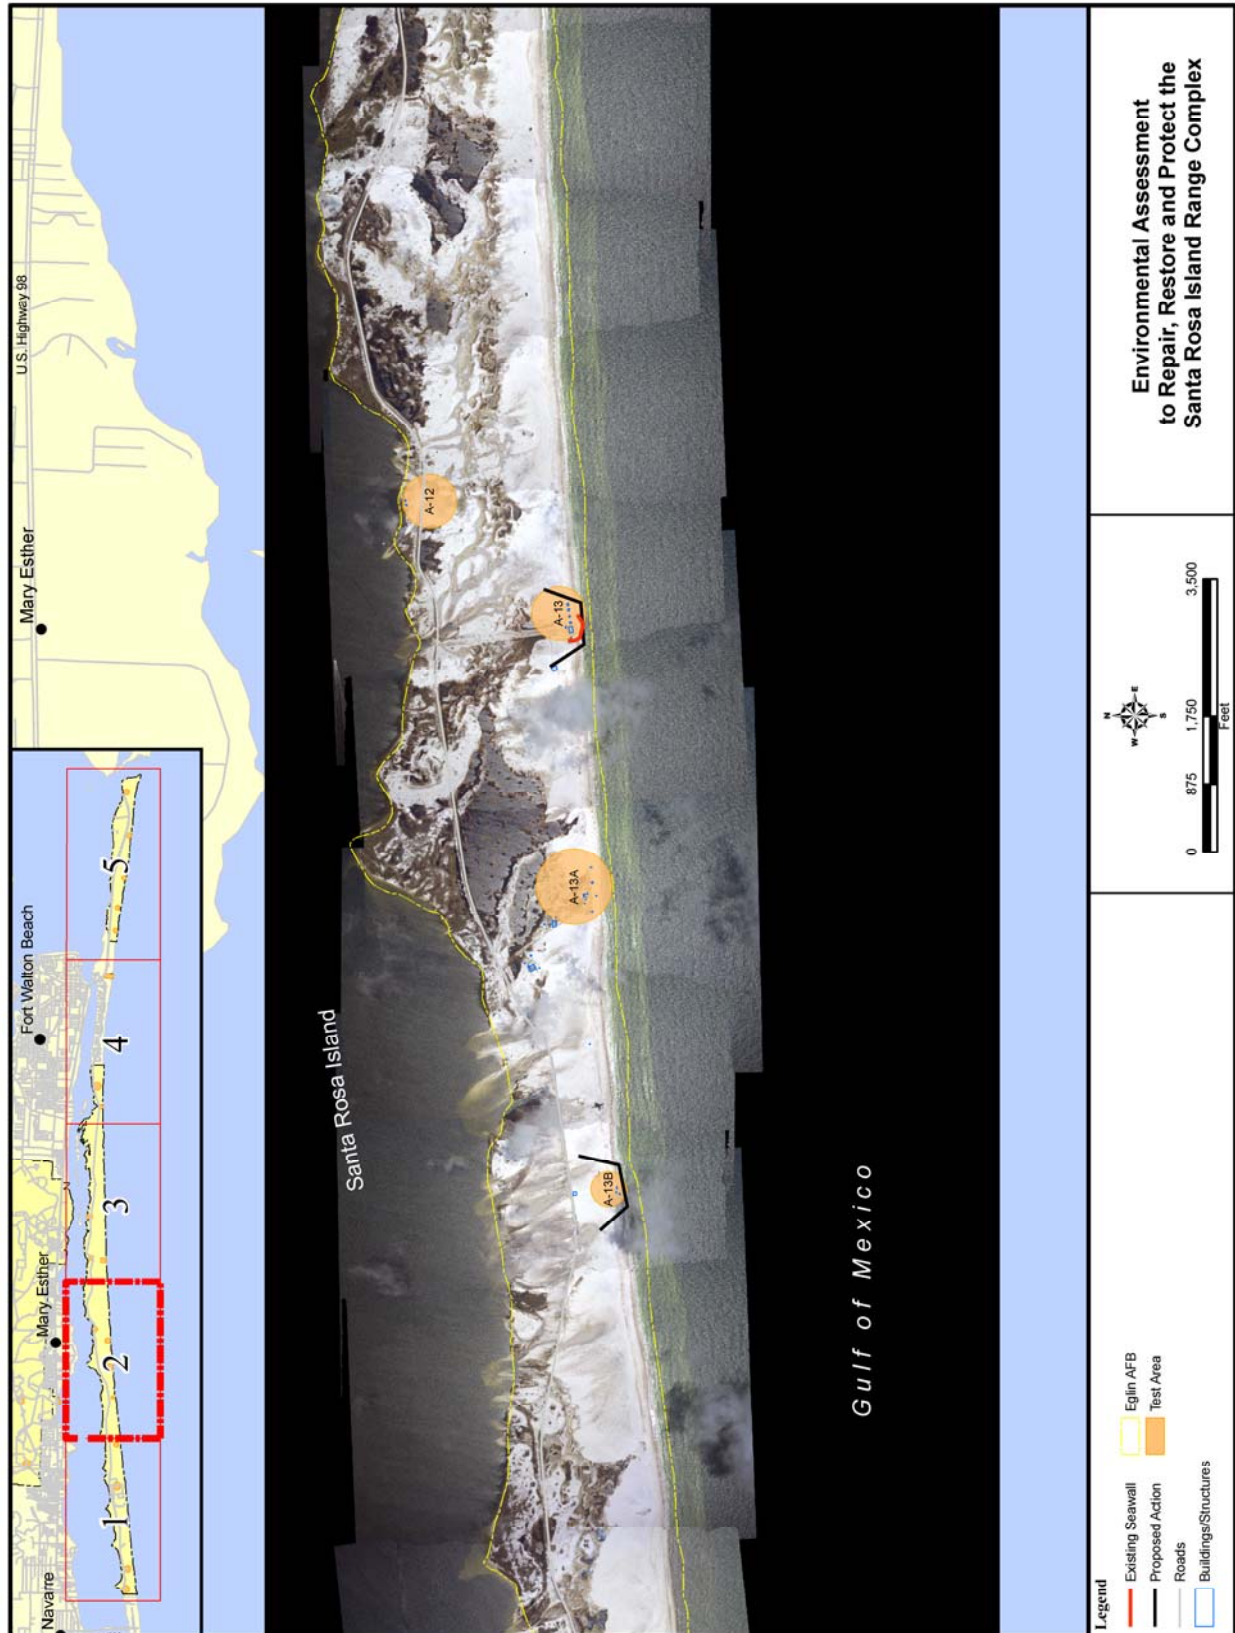 U.S. Highway 98
Mary Esther
Fort Walton Beach
Mary Esther
Navarre
1
2
3
4
5
Santa Rosa Island
A-12
A-13
A-13A
A-13B
Gulf of Mexico
Legend
Existing Seawall
Proposed Action
Roads
Buildings/Structures
Eglin AFB
Test Area
N
W
E
S
0
875
1,750
3,500
Feet
Environmental Assessment
to Repair, Restore and Protect the
Santa Rosa Island Range Complex